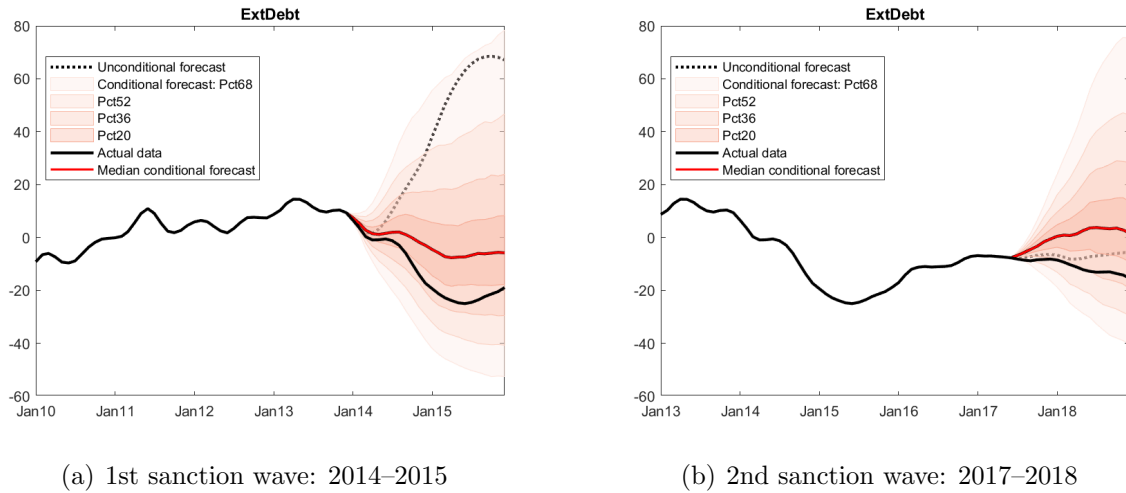 ExtDebt
80
60
40
20
0
-20
-40
-60
Unconditional forecast
Conditional forecast: Pct68
Pct52
Pct36
Pct20
Actual data
Median conditional forecast
Jan10 Jan11 Jan12 Jan13 Jan14 Jan15
(a) 1st sanction wave: 2014–2015
ExtDebt
80
60
40
20
0
-20
-40
-60
Unconditional forecast
Conditional forecast: Pct68
Pct52
Pct36
Pct20
Actual data
Median conditional forecast
Jan13 Jan14 Jan15 Jan16 Jan17 Jan18
(b) 2nd sanction wave: 2017–2018